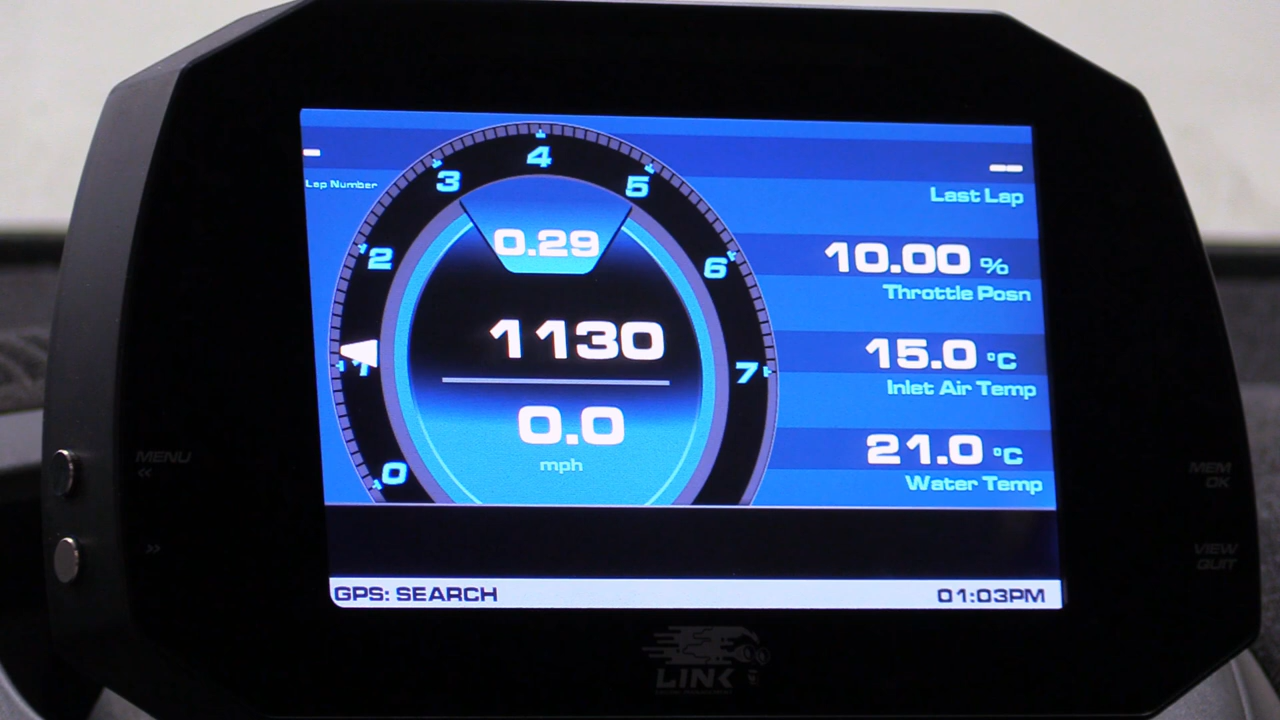 4
3
5
Lap Number
Last Lap
0.29
2
6
10.00 %
Throttle Posn
1130
1
7
15.0 °C
Inlet Air Temp
0.0
mph
21.0 °C
Water Temp
0
MENU
<<
MEM
OK
>>
VIEW
QUIT
GPS: SEARCH
01:03PM
LINK